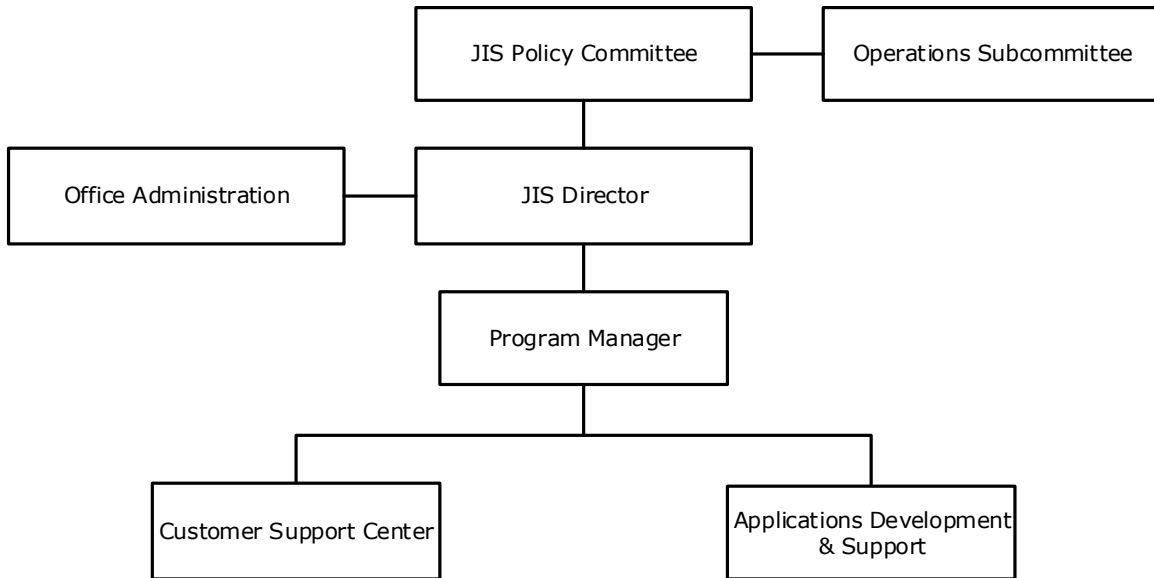 JIS Policy Committee
Operations Subcommittee
Office Administration
JIS Director
Program Manager
Customer Support Center
Applications Development
& Support